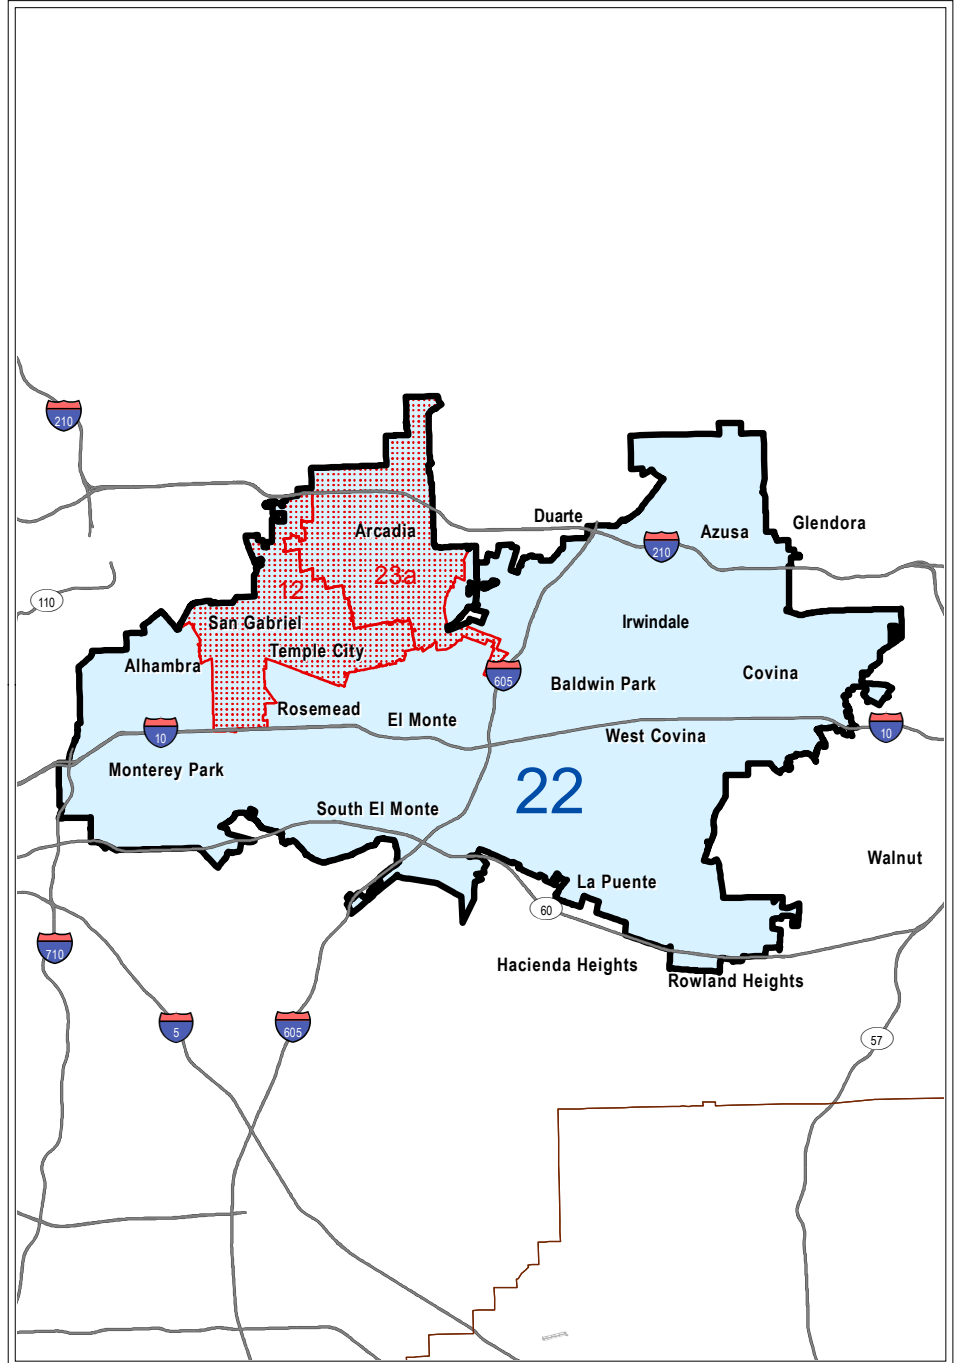 210
Duarte
Glendora
Arcadia
Azusa
210
23a
12
110
San Gabriel
Irwindale
Temple City
Alhambra
Covina
605
Baldwin Park
Rosemead
El Monte
10
10
West Covina
Monterey Park
22
South El Monte
Walnut
La Puente
60
710
Hacienda Heights
Rowland Heights
5
605
57